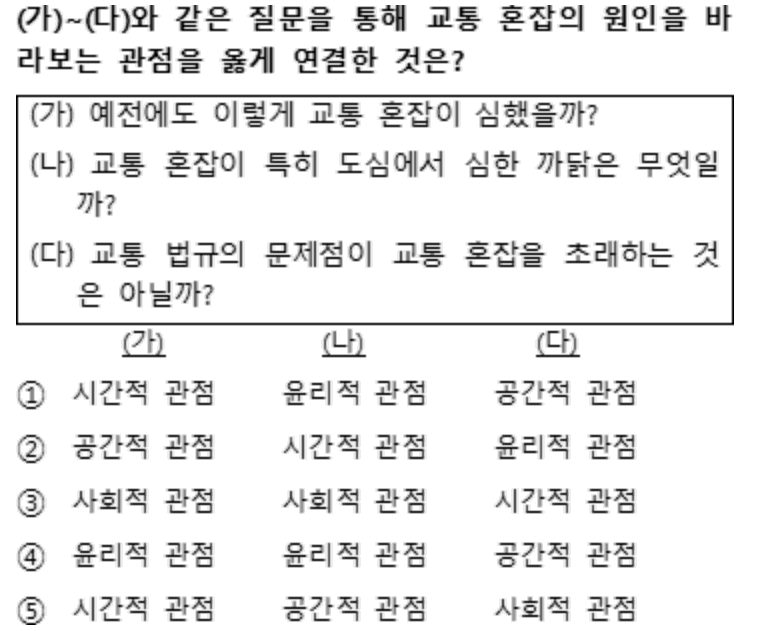 (가)~(다)와 같은 질문을 통해 교통 혼잡의 원인을 바
라보는 관점을 옳게 연결한 것은?
(가) 예전에도 이렇게 교통 혼잡이 심했을까?
(나) 교통 혼잡이 특히 도심에서 심한 까닭은 무엇일
까?
(다) 교통 법규의 문제점이 교통 혼잡을 초래하는 것
은 아닐까?
(가) (나) (다)
① 시간적 관점 윤리적 관점 공간적 관점
② 공간적 관점 시간적 관점 윤리적 관점
③ 사회적 관점 사회적 관점 시간적 관점
④ 윤리적 관점 윤리적 관점 공간적 관점
⑤ 시간적 관점 공간적 관점 사회적 관점